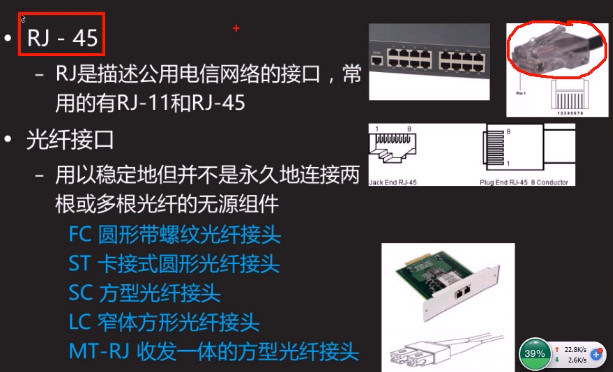 RJ - 45
RJ是描述公用电信网络的接口，常
用的有RJ-11和RJ-45
光纤接口
用以稳定地但并不是永久地连接两
根或多根光纤的无源组件
FC 圆形带螺纹光纤接头
ST 卡接式圆形光纤接头
SC 方型光纤接头
LC 窄体方形光纤接头
MT-RJ 收发一体的方型光纤接头
Pin 1
12345678
1 8
Jack End RJ-45
8
1
Plug End RJ-45 8 Conductor
39%
22.8K/s
2.6K/s